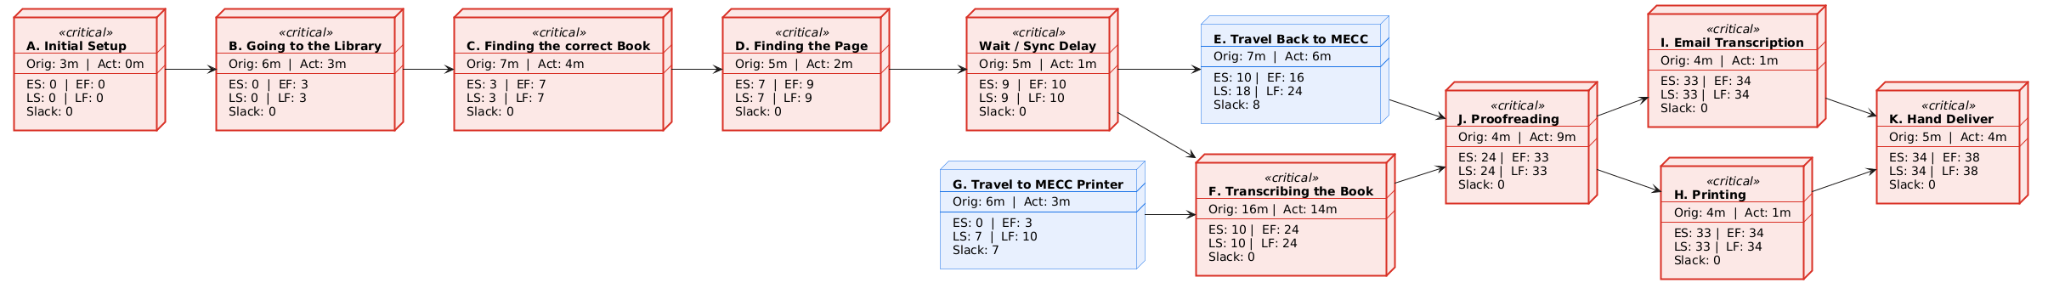 «critical»
A. Initial Setup
Orig: 3m | Act: 0m
ES: 0 | EF: 0
LS: 0 | LF: 0
Slack: 0
«critical»
B. Going to the Library
Orig: 6m | Act: 3m
ES: 0 | EF: 3
LS: 0 | LF: 3
Slack: 0
«critical»
C. Finding the correct Book
Orig: 7m | Act: 4m
ES: 3 | EF: 7
LS: 3 | LF: 7
Slack: 0
«critical»
D. Finding the Page
Orig: 5m | Act: 2m
ES: 7 | EF: 9
LS: 7 | LF: 9
Slack: 0
«critical»
Wait / Sync Delay
Orig: 5m | Act: 1m
ES: 9 | EF: 10
LS: 9 | LF: 10
Slack: 0
E. Travel Back to MECC
Orig: 7m | Act: 6m
ES: 10 | EF: 16
LS: 18 | LF: 24
Slack: 8
G. Travel to MECC Printer
Orig: 6m | Act: 3m
ES: 0 | EF: 3
LS: 7 | LF: 10
Slack: 7
«critical»
F. Transcribing the Book
Orig: 16m | Act: 14m
ES: 10 | EF: 24
LS: 10 | LF: 24
Slack: 0
«critical»
J. Proofreading
Orig: 4m | Act: 9m
ES: 24 | EF: 33
LS: 24 | LF: 33
Slack: 0
«critical»
I. Email Transcription
Orig: 4m | Act: 1m
ES: 33 | EF: 34
LS: 33 | LF: 34
Slack: 0
«critical»
H. Printing
Orig: 4m | Act: 1m
ES: 33 | EF: 34
LS: 33 | LF: 34
Slack: 0
«critical»
K. Hand Deliver
Orig: 5m | Act: 4m
ES: 34 | EF: 38
LS: 34 | LF: 38
Slack: 0